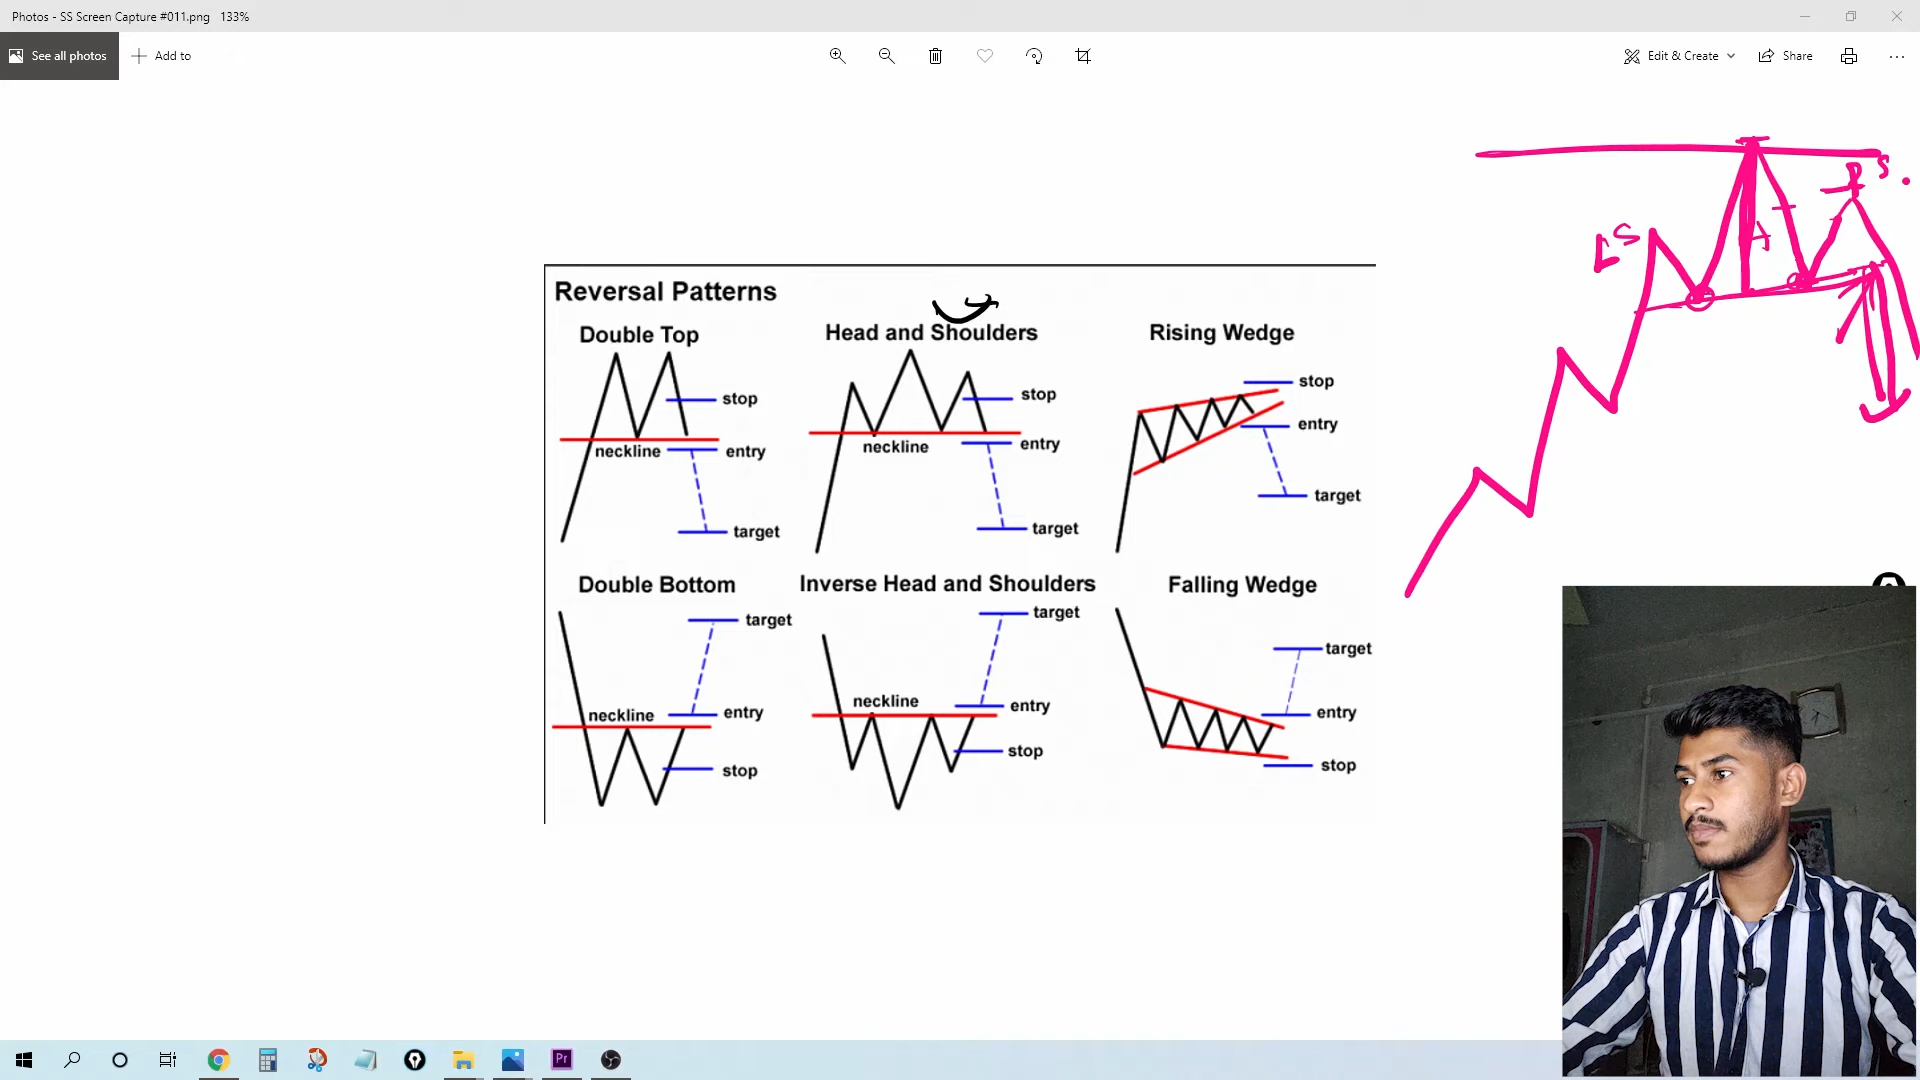 Photos - SS Screen Capture #011.png 133%
See all photos
Add to
Edit & Create
Share
Reversal Patterns
Double Top
stop
neckline
entry
target
Head and Shoulders
stop
neckline
entry
target
Rising Wedge
stop
entry
target
Double Bottom
target
neckline
entry
stop
Inverse Head and Shoulders
target
neckline
entry
stop
Falling Wedge
target
entry
stop
LS
S
Pr